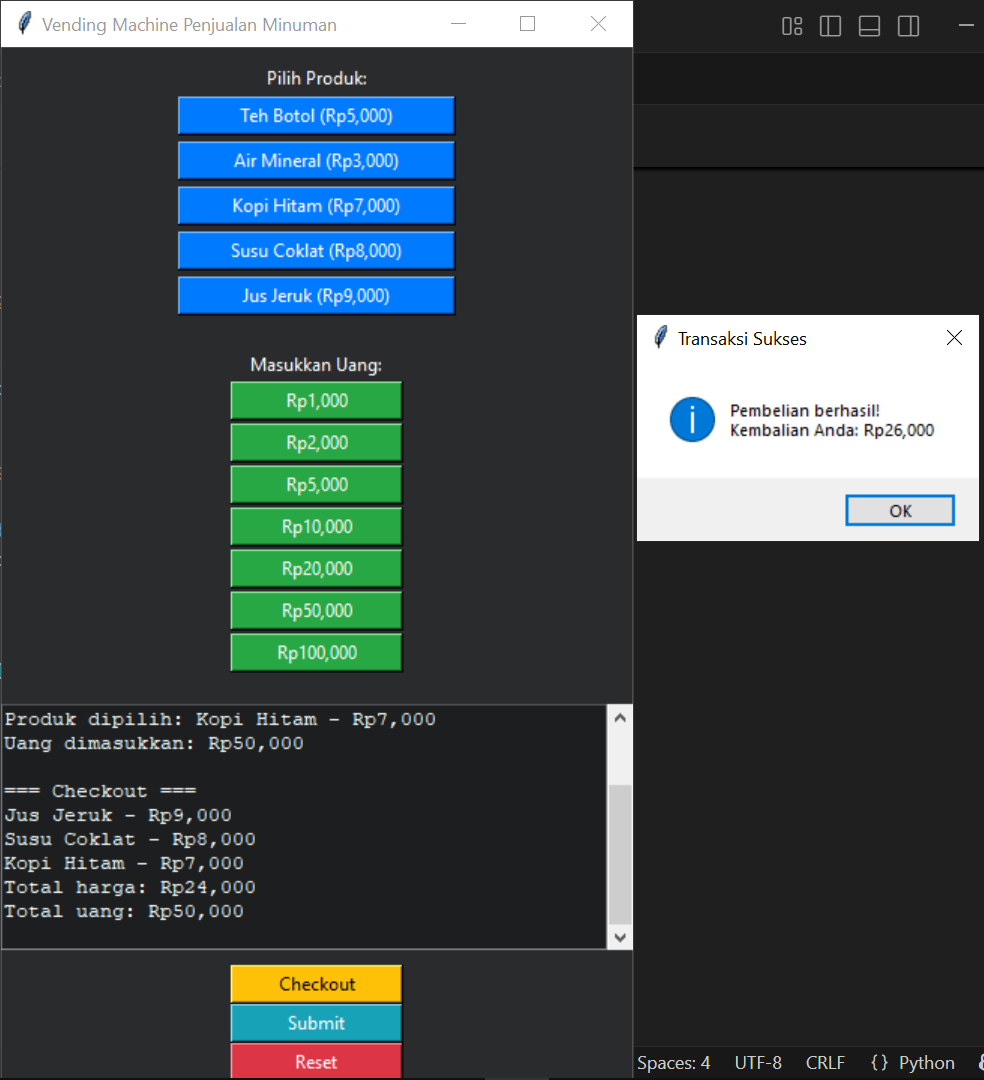 Vending Machine Penjualan Minuman
Pilih Produk:
Teh Botol (Rp5,000)
Air Mineral (Rp3,000)
Kopi Hitam (Rp7,000)
Susu Coklat (Rp8,000)
Jus Jeruk (Rp9,000)
Masukkan Uang:
Rp1,000
Rp2,000
Rp5,000
Rp10,000
Rp20,000
Rp50,000
Rp100,000
Produk dipilih: Kopi Hitam - Rp7,000
Uang dimasukkan: Rp50,000
=== Checkout ===
Jus Jeruk - Rp9,000
Susu Coklat - Rp8,000
Kopi Hitam - Rp7,000
Total harga: Rp24,000
Total uang: Rp50,000
Checkout
Submit
Reset
Transaksi Sukses
Pembelian berhasil!
Kembalian Anda: Rp26,000
OK
Spaces: 4 UTF-8 CRLF {} Python